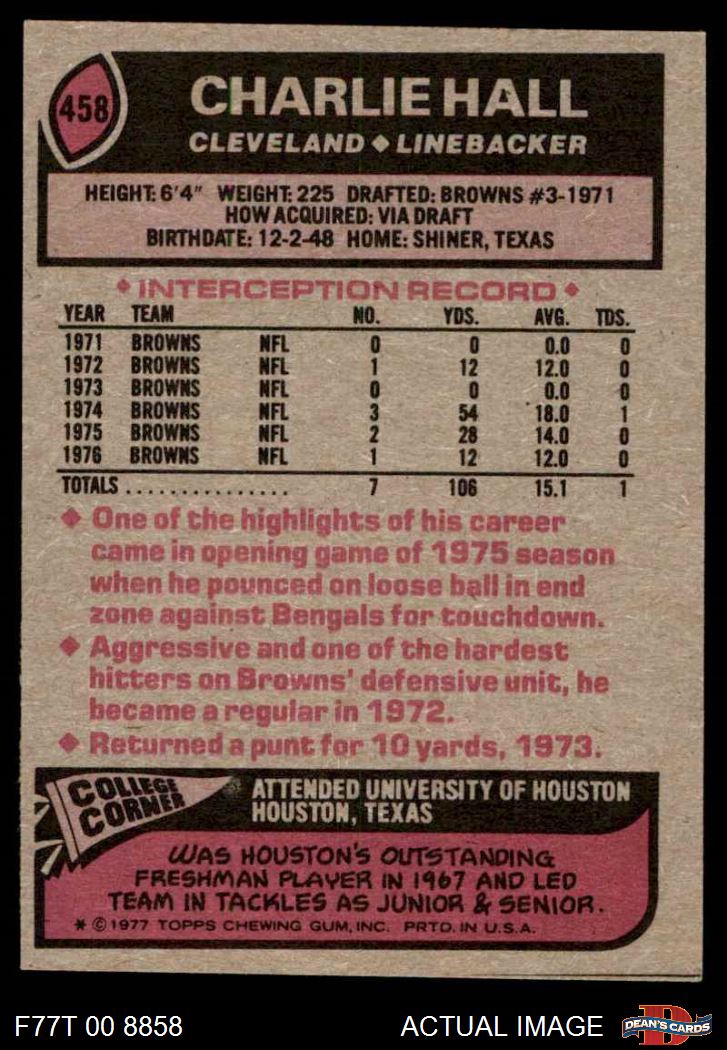 458
CHARLIE HALL
CLEVELAND ◆ LINEBACKER
HEIGHT: 6'4" WEIGHT: 225 DRAFTED: BROWNS #3-1971
HOW ACQUIRED: VIA DRAFT
BIRTHDATE: 12-2-48 HOME: SHINER, TEXAS
◆ INTERCEPTION RECORD ◆
YEAR TEAM NO. YDS. AVG. TDS.
1971 BROWNS NFL 0 0 0.0 0
1972 BROWNS NFL 1 12 12.0 0
1973 BROWNS NFL 0 0 0.0 0
1974 BROWNS NFL 3 54 18.0 1
1975 BROWNS NFL 2 28 14.0 0
1976 BROWNS NFL 1 12 12.0 0
TOTALS ............... 7 106 15.1 1
◆ One of the highlights of his career
came in opening game of 1975 season
when he pounced on loose ball in end
zone against Bengals for touchdown.
◆ Aggressive and one of the hardest
hitters on Browns' defensive unit, he
became a regular in 1972.
◆ Returned a punt for 10 yards, 1973.
COLLEGE
CORNER
ATTENDED UNIVERSITY OF HOUSTON
HOUSTON, TEXAS
WAS HOUSTON'S OUTSTANDING
FRESHMAN PLAYER IN 1967 AND LED
TEAM IN TACKLES AS JUNIOR & SENIOR.
* © 1977 TOPPS CHEWING GUM, INC. PRTD. IN U.S.A.
F77T 00 8858
ACTUAL IMAGE
D
DEAN'S CARDS